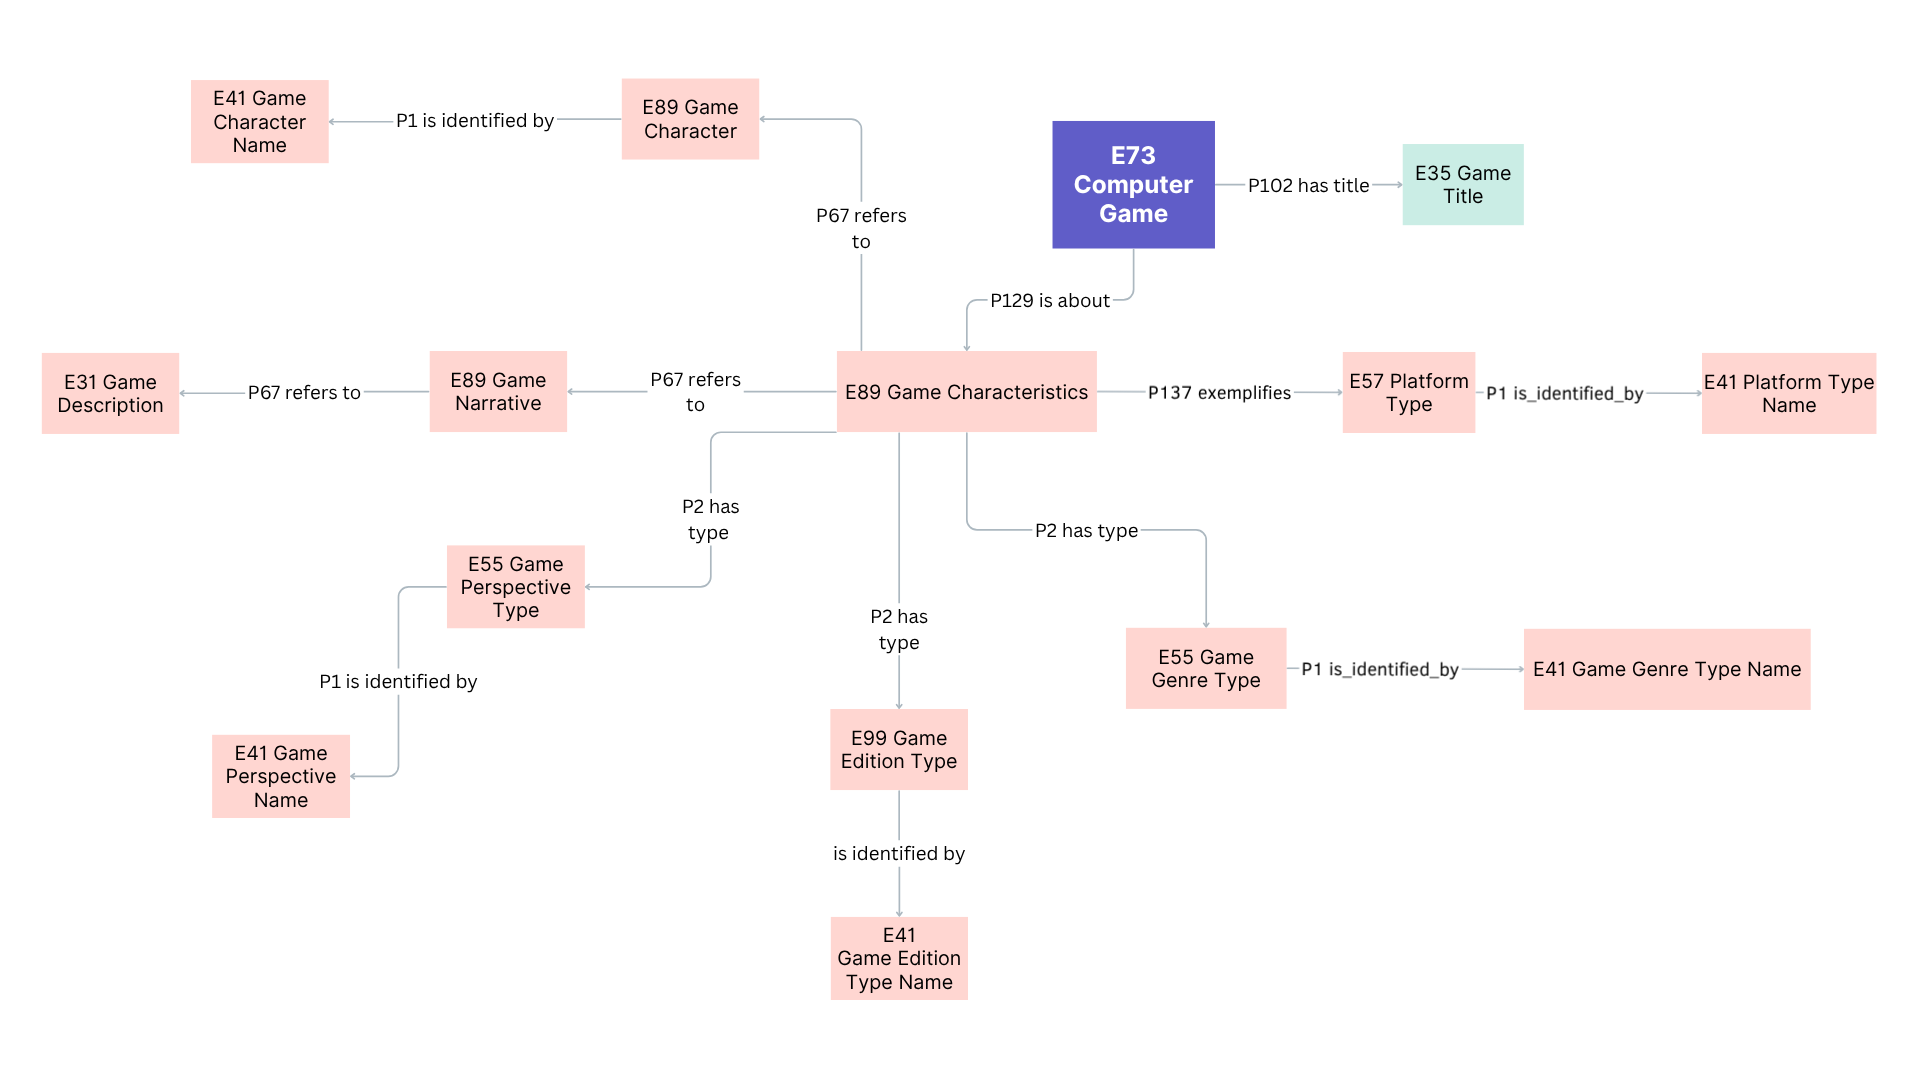 E41 Game
Character
Name
P1 is identified by
E89 Game
Character
E73
Computer
Game
P102 has title
E35 Game
Title
P67 refers
to
P129 is about
E31 Game
Description
P67 refers to
E89 Game
Narrative
P67 refers
to
E89 Game Characteristics
P137 exemplifies
E57 Platform
Type
P1 is_identified_by
E41 Platform Type
Name
P2 has
type
P2 has type
E55 Game
Perspective
Type
P2 has
type
E55 Game
Genre Type
P1 is_identified_by
E41 Game Genre Type Name
P1 is identified by
E41 Game
Perspective
Name
E99 Game
Edition Type
is identified by
E41
Game Edition
Type Name